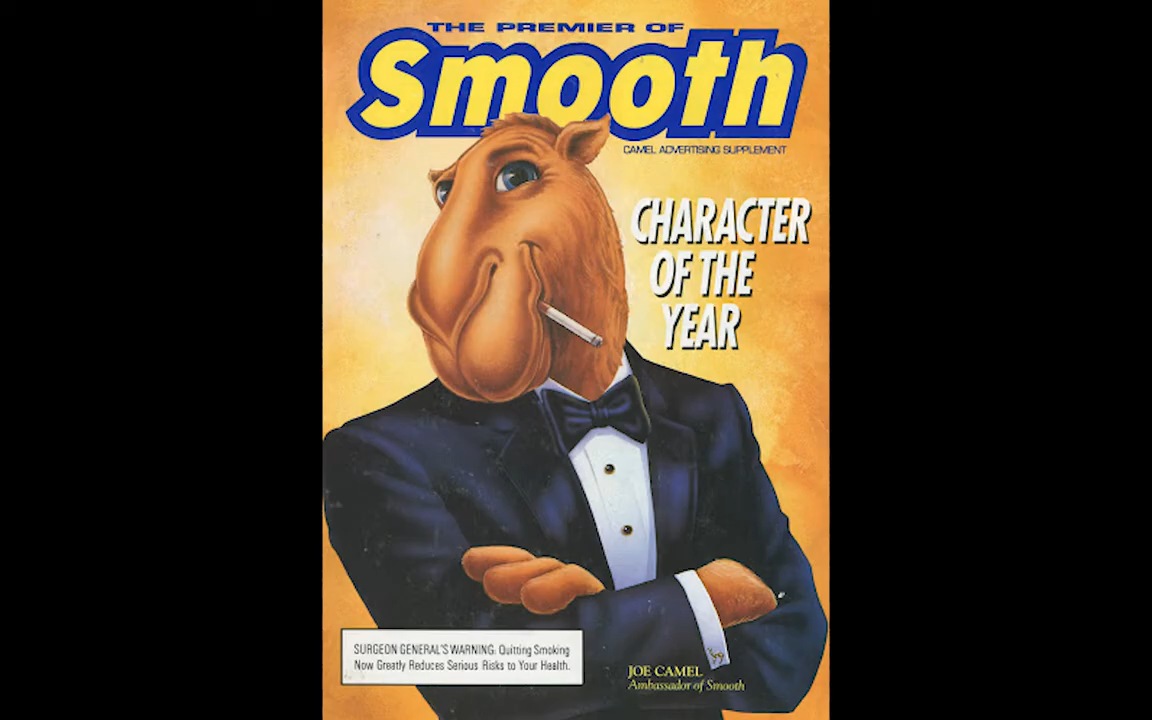 THE PREMIER OF
Smooth
CAMEL ADVERTISING SUPPLEMENT
CHARACTER
OF THE
YEAR
SURGEON GENERAL'S WARNING: Quitting Smoking
Now Greatly Reduces Serious Risks to Your Health.
JOE CAMEL
Ambassador of Smooth